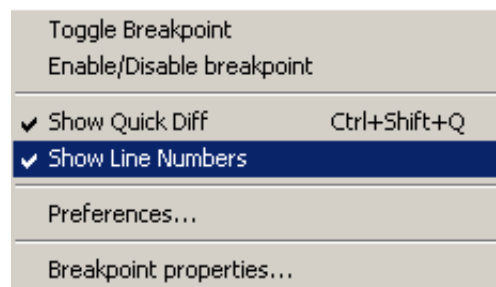 Toggle Breakpoint
Enable/Disable breakpoint
Show Quick Diff Ctrl+Shift+Q
Show Line Numbers
Preferences...
Breakpoint properties...